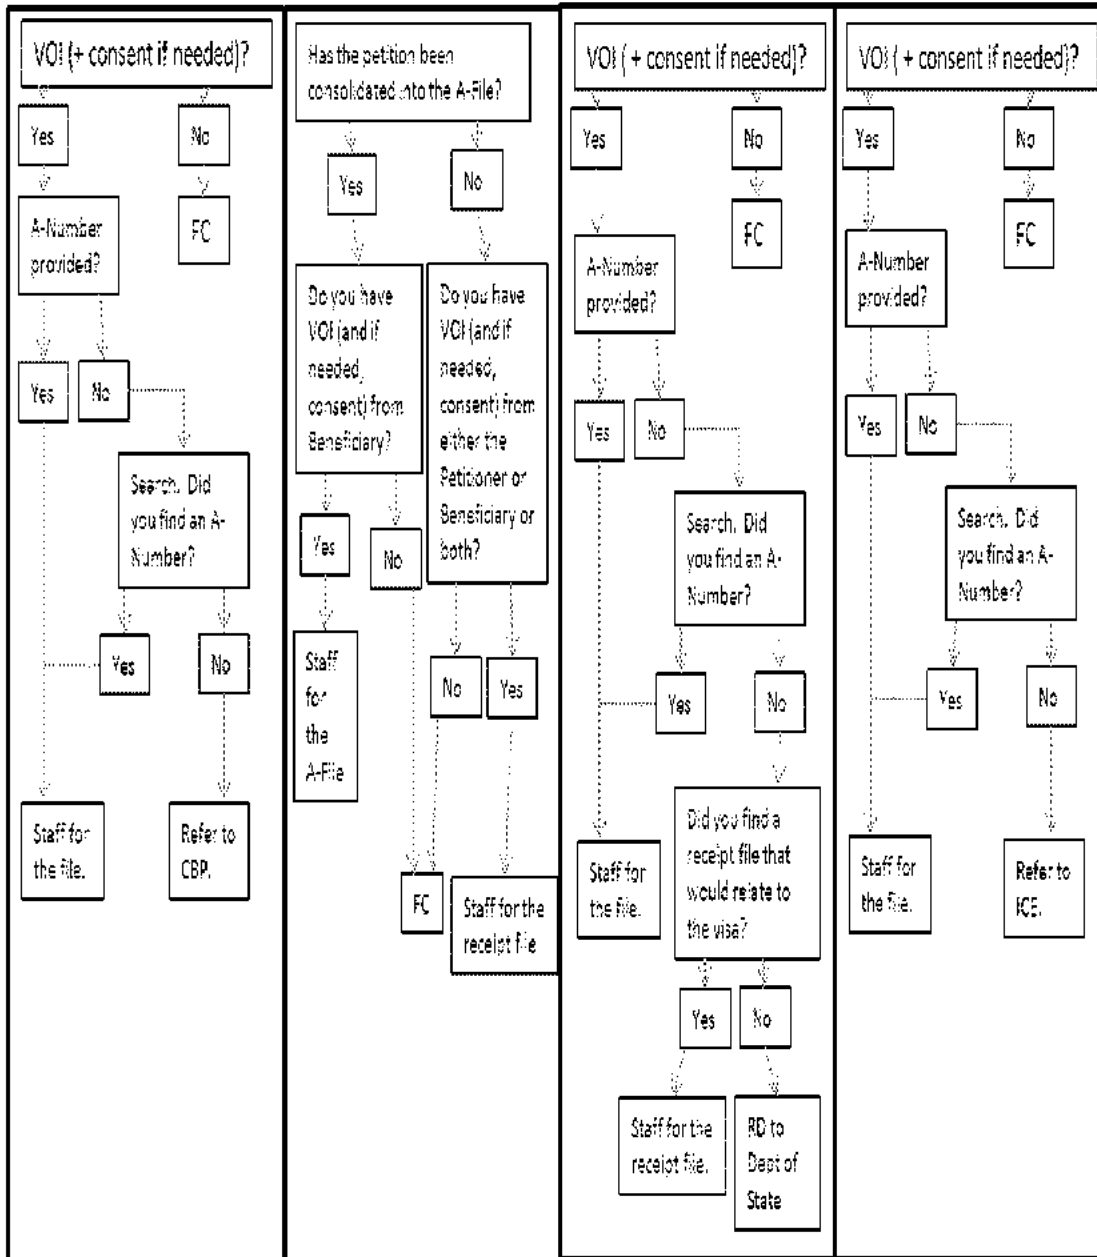 VOI (+ consent if needed)?
Yes
No
A-Number
provided?
FC
Yes
No
Search. Did
you find an A-
Number?
Yes
No
Staff for
the file.
Refer to
CBP.
Has the petition been
consolidated into the A-File?
Yes
No
Do you have
VOI (and if
needed,
consent) from
Beneficiary?
Do you have
VOI (and if
needed,
consent) from
either the
Petitioner or
Beneficiary or
both?
Yes
No
Staff
for
the
A-File
No
Yes
FC
Staff for the
receipt file
VOI ( + consent if needed)?
Yes
No
FC
A-Number
provided?
Yes
No
Search. Did
you find an A-
Number?
Yes
No
Staff for
the file.
Did you find a
receipt file that
would relate to
the visa?
Yes
No
Staff for the
receipt file.
RD to
Dept of
State
VOI ( + consent if needed)?
Yes
No
FC
A-Number
provided?
Yes
No
Search. Did
you find an A-
Number?
Yes
No
Staff for
the file.
Refer to
ICE.